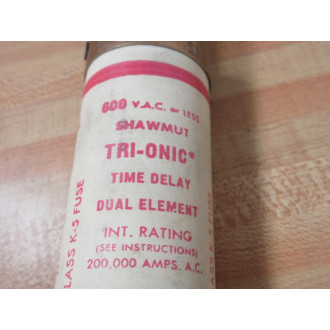 600 V.A.C. or LESS
SHAWMUT
TRI-ONIC®
TIME DELAY
DUAL ELEMENT
INT. RATING
(SEE INSTRUCTIONS)
200,000 AMPS. A.C.
LASS K-5 FUSE